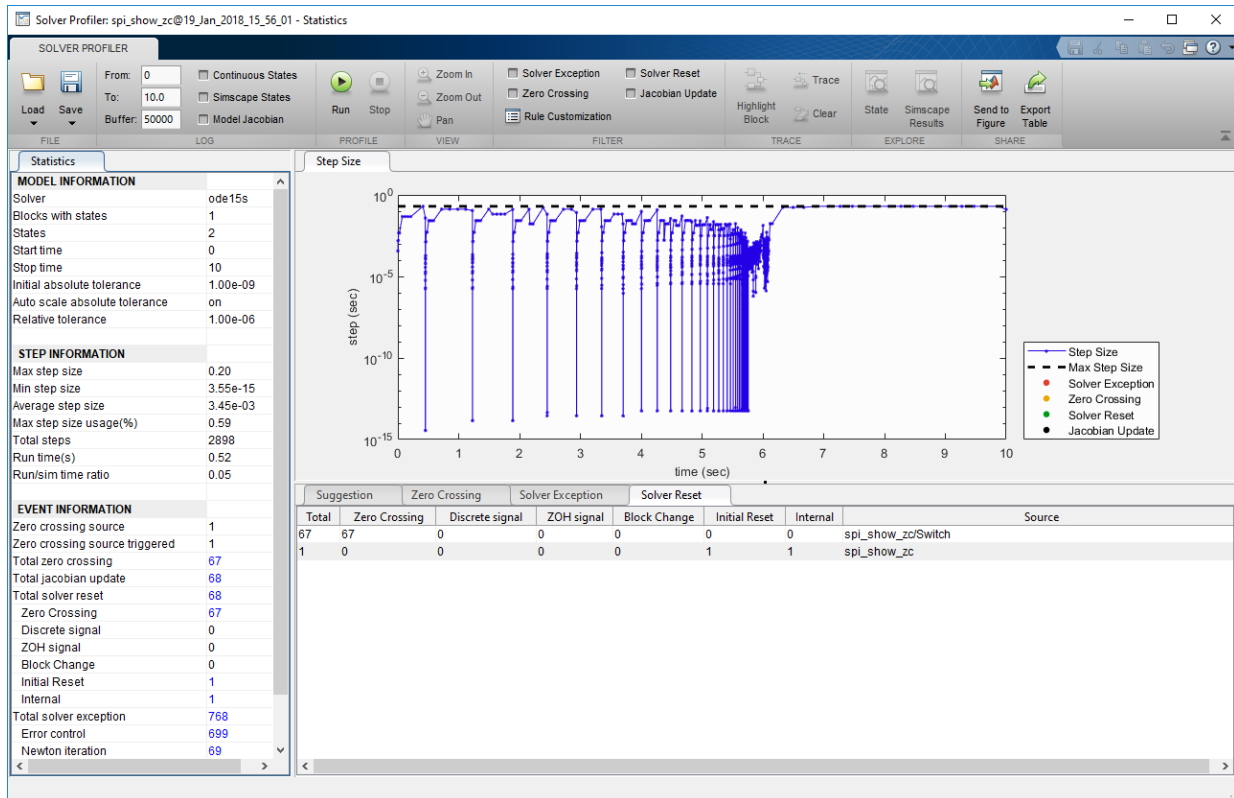 Solver Profiler: spi_show_zc@19_Jan_2018_15_56_01 - Statistics
SOLVER PROFILER
Load
Save
From: 0
To: 10.0
Buffer: 50000
Continuous States
Simscape States
Model Jacobian
Run
Stop
Zoom In
Zoom Out
Pan
Solver Exception
Solver Reset
Zero Crossing
Jacobian Update
Rule Customization
Highlight Block
Trace
Clear
State
Simscape Results
Send to Figure
Export Table
FILE LOG PROFILE VIEW FILTER TRACE EXPLORE SHARE
Statistics
MODEL INFORMATION
Solver ode15s
Blocks with states 1
States 2
Start time 0
Stop time 10
Initial absolute tolerance 1.00e-09
Auto scale absolute tolerance on
Relative tolerance 1.00e-06
STEP INFORMATION
Max step size 0.20
Min step size 3.55e-15
Average step size 3.45e-03
Max step size usage(%) 0.59
Total steps 2898
Run time(s) 0.52
Run/sim time ratio 0.05
EVENT INFORMATION
Zero crossing source 1
Zero crossing source triggered 1
Total zero crossing 67
Total jacobian update 68
Total solver reset 68
Zero Crossing 67
Discrete signal 0
ZOH signal 0
Block Change 0
Initial Reset 1
Internal 1
Total solver exception 768
Error control 699
Newton iteration 69
Step Size
10^0
10^-5
10^-10
10^-15
step (sec)
0 1 2 3 4 5 6 7 8 9 10
time (sec)
Step Size
Max Step Size
Solver Exception
Zero Crossing
Solver Reset
Jacobian Update
Suggestion Zero Crossing Solver Exception Solver Reset
Total Zero Crossing Discrete signal ZOH signal Block Change Initial Reset Internal Source
67 67 0 0 0 0 0 spi_show_zc/Switch
1 0 0 0 0 1 1 spi_show_zc